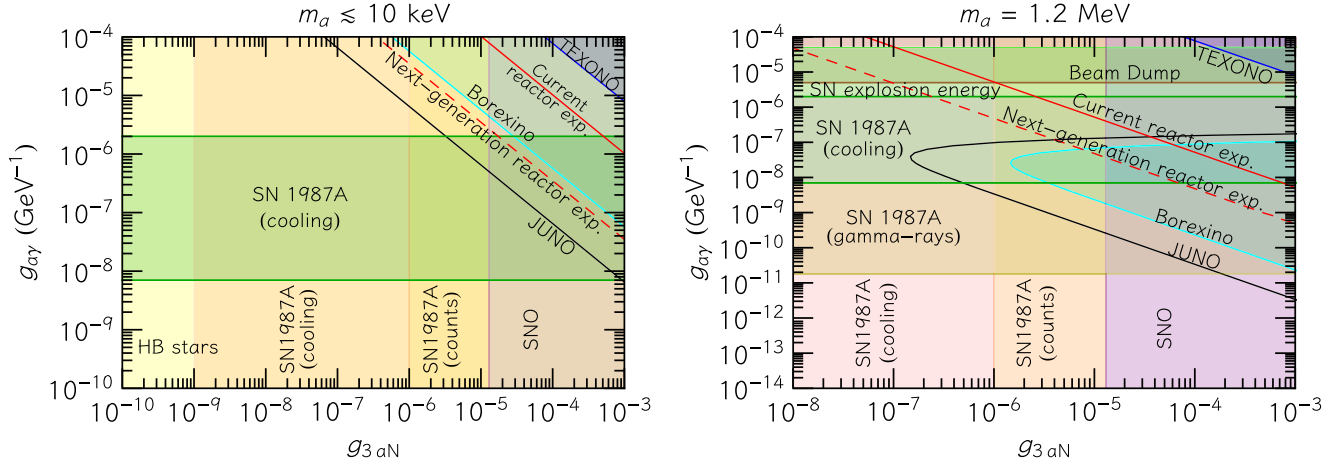 m_a ≲ 10 keV
10^-4
10^-5
10^-6
10^-7
10^-8
10^-9
10^-10
g_aγ (GeV^-1)
TEXONO
Current
reactor exp.
Borexino
Next-generation reactor exp.
JUNO
SN 1987A
(cooling)
HB stars
SN1987A
(cooling)
SN1987A
(counts)
SNO
10^-10 10^-9 10^-8 10^-7 10^-6 10^-5 10^-4 10^-3
g_3aN
m_a = 1.2 MeV
10^-4
10^-5
10^-6
10^-7
10^-8
10^-9
10^-10
10^-11
10^-12
10^-13
10^-14
g_aγ (GeV^-1)
TEXONO
Beam Dump
SN explosion energy
Current reactor exp.
Next-generation reactor exp.
SN 1987A
(cooling)
SN 1987A
(gamma-rays)
Borexino
JUNO
SN1987A
(cooling)
SN1987A
(counts)
SNO
10^-8 10^-7 10^-6 10^-5 10^-4 10^-3
g_3aN